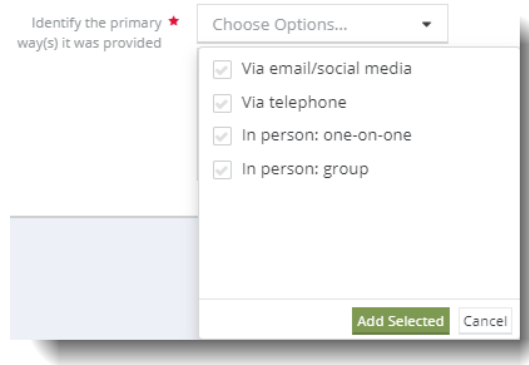 Identify the primary ★
way(s) it was provided
Choose Options...
Via email/social media
Via telephone
In person: one-on-one
In person: group
Add Selected
Cancel